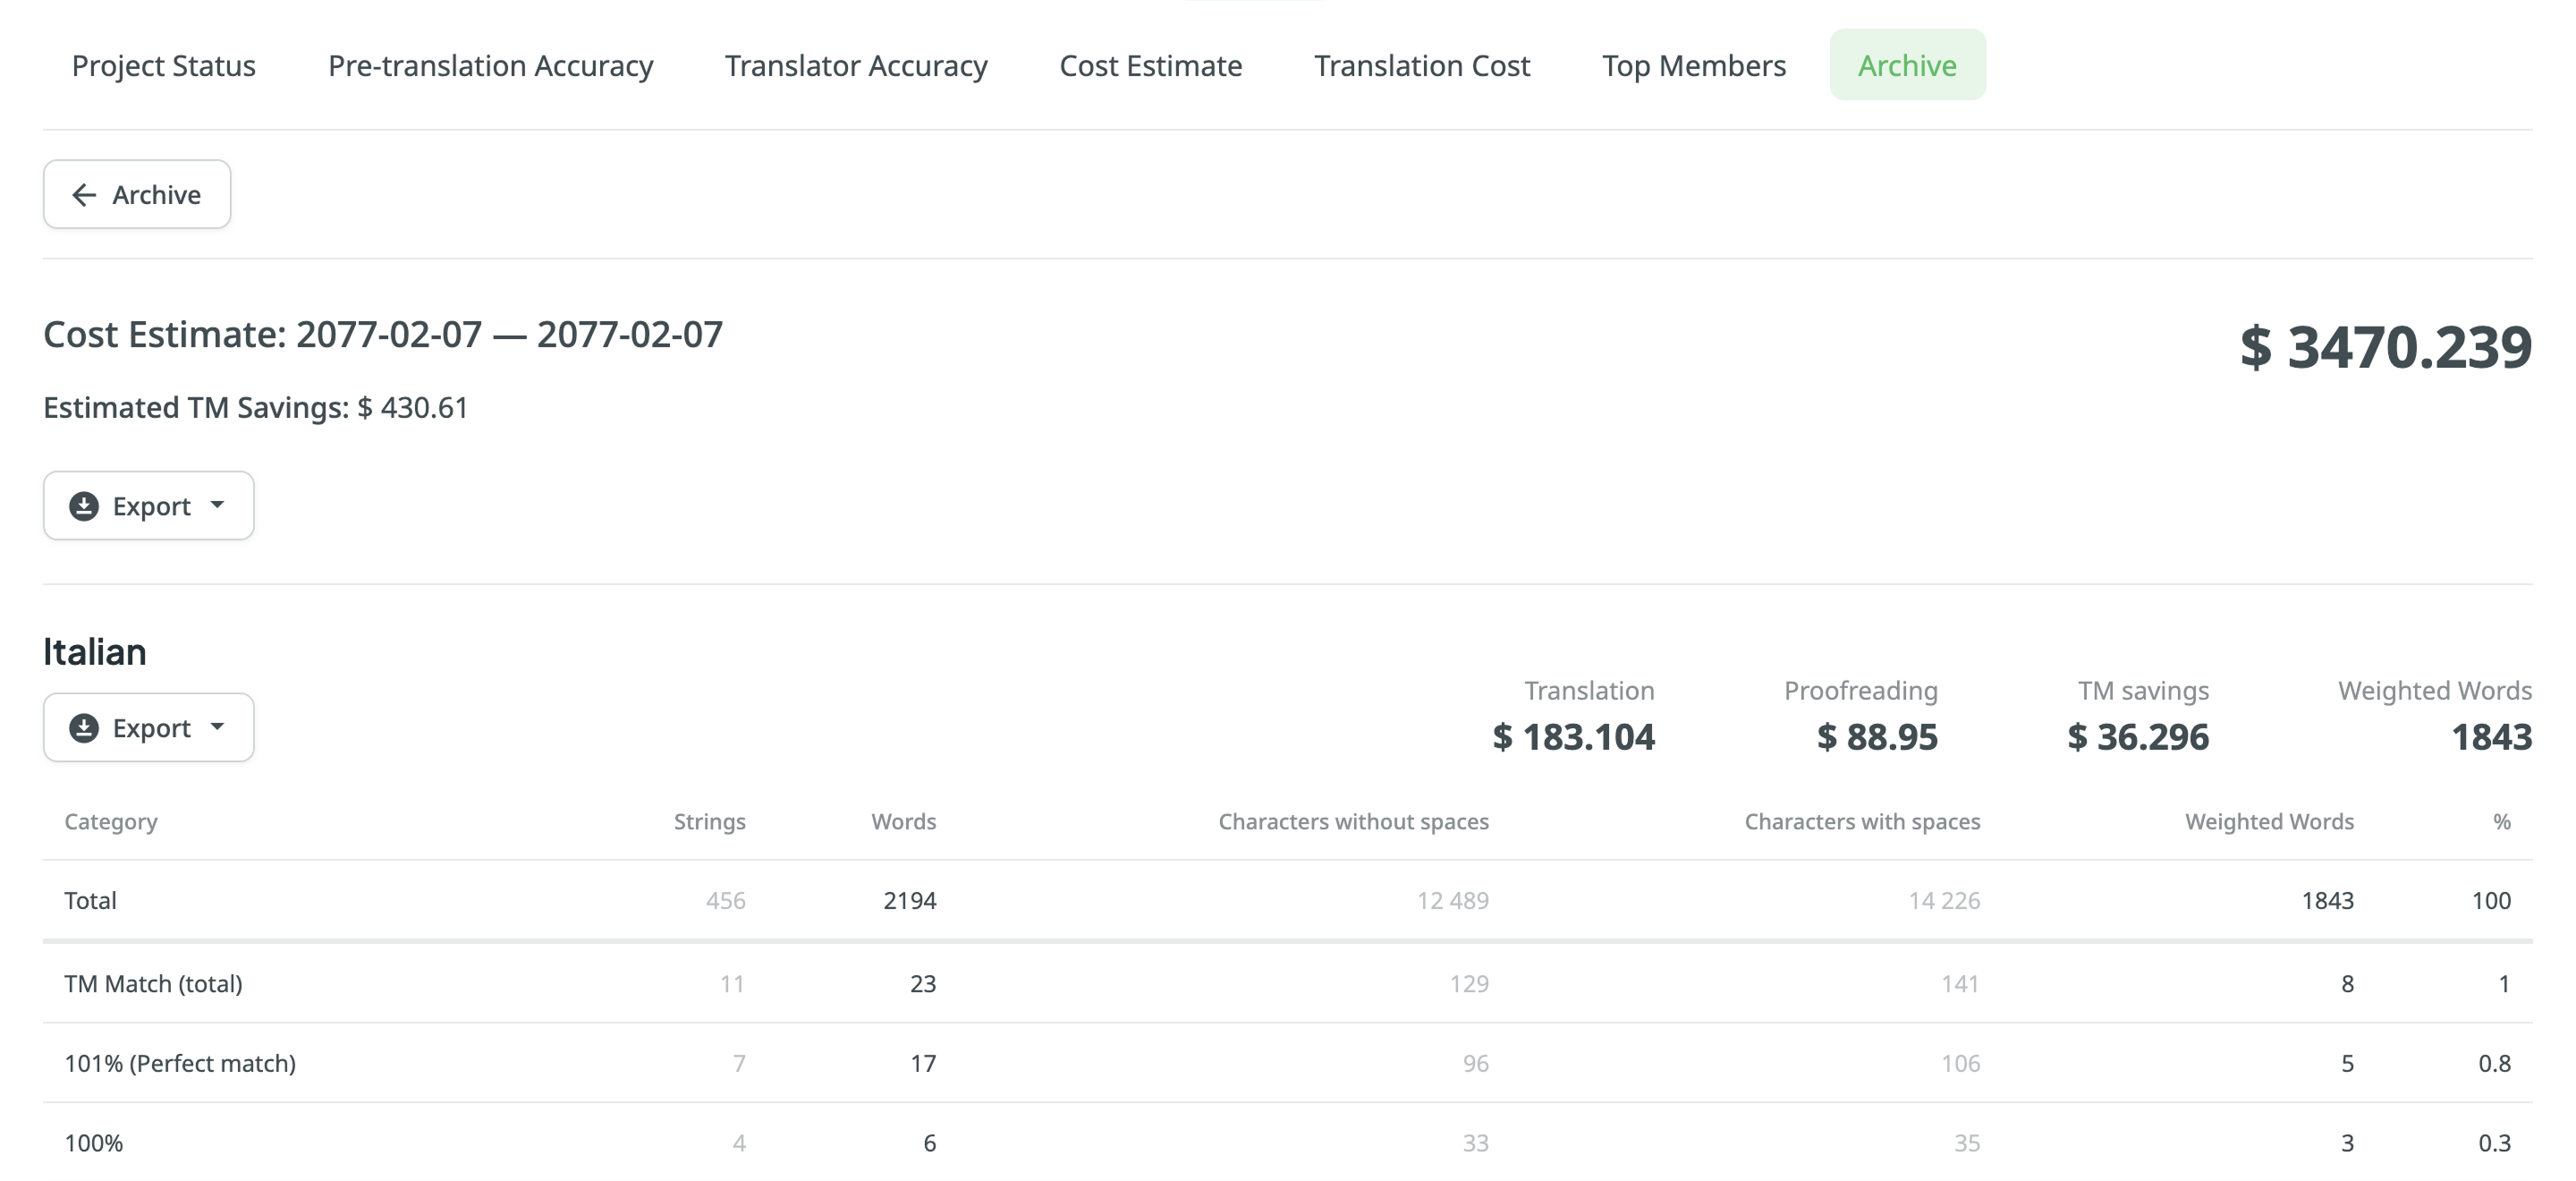 Project Status Pre-translation Accuracy Translator Accuracy Cost Estimate Translation Cost Top Members Archive
Archive
Cost Estimate: 2077-02-07 — 2077-02-07 $ 3470.239
Estimated TM Savings: $ 430.61
Export
Italian
Translation Proofreading TM savings Weighted Words
Export $ 183.104 $ 88.95 $ 36.296 1843
Category Strings Words Characters without spaces Characters with spaces Weighted Words %
Total 456 2194 12 489 14 226 1843 100
TM Match (total) 11 23 129 141 8 1
101% (Perfect match) 7 17 96 106 5 0.8
100% 4 6 33 35 3 0.3